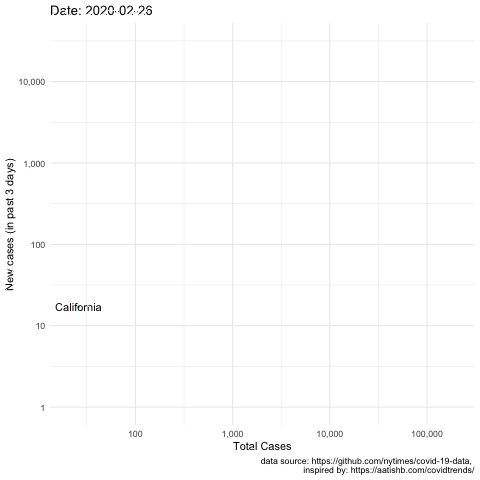 Date: 2020-02-26
10,000
1,000
100
10
1
New cases (in past 3 days)
California
100
1,000
10,000
100,000
Total Cases
data source: https://github.com/nytimes/covid-19-data,
inspired by: https://aatishb.com/covidtrends/